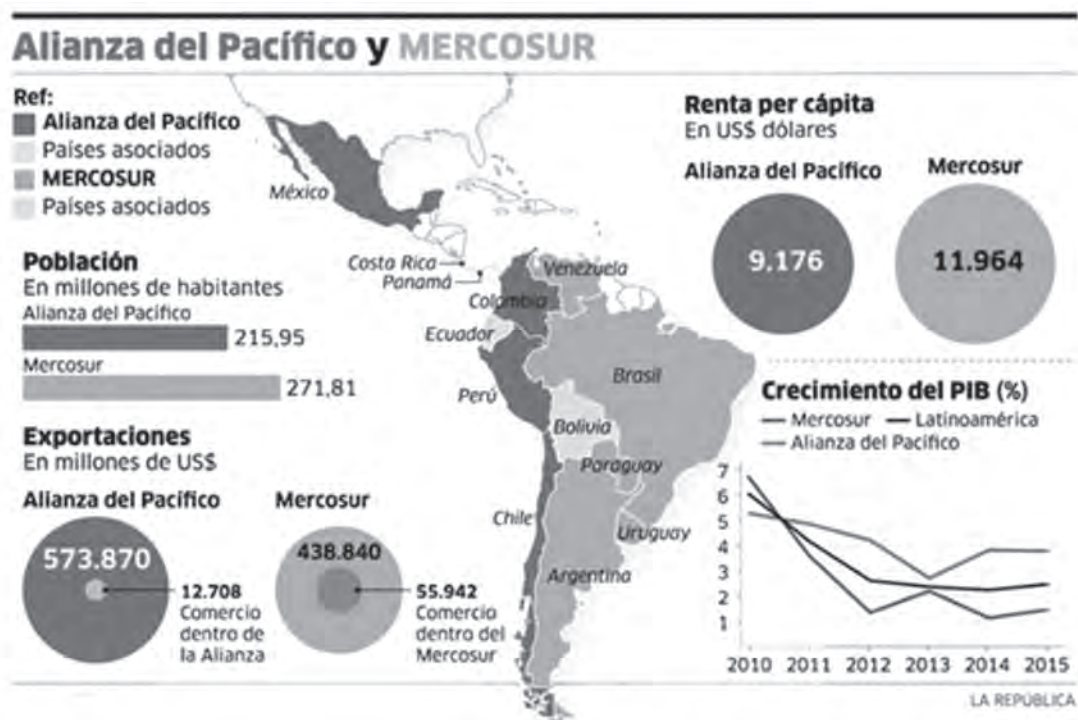 Alianza del Pacífico y MERCOSUR
Ref:
Alianza del Pacífico
Países asociados
MERCOSUR
Países asociados
Población
En millones de habitantes
Alianza del Pacífico
215,95
Mercosur
271,81
Exportaciones
En millones de US$
Alianza del Pacífico
573.870
12.708
Comercio
dentro de
la Alianza
Mercosur
438.840
55.942
Comercio
dentro del
Mercosur
México
Costa Rica
Panamá
Venezuela
Colombia
Ecuador
Brasil
Perú
Bolivia
Paraguay
Chile
Uruguay
Argentina
Renta per cápita
En US$ dólares
Alianza del Pacífico
9.176
Mercosur
11.964
Crecimiento del PIB (%)
Mercosur
Latinoamérica
Alianza del Pacífico
7
6
5
4
3
2
1
2010 2011 2012 2013 2014 2015
LA REPÚBLICA